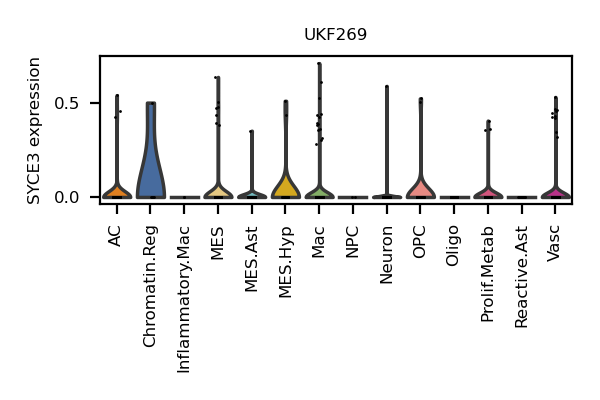 UKF269
SYCE3 expression
0.5
0.0
AC
Chromatin.Reg
Inflammatory.Mac
MES
MES.Ast
MES.Hyp
Mac
NPC
Neuron
OPC
Oligo
Prolif.Metab
Reactive.Ast
Vasc